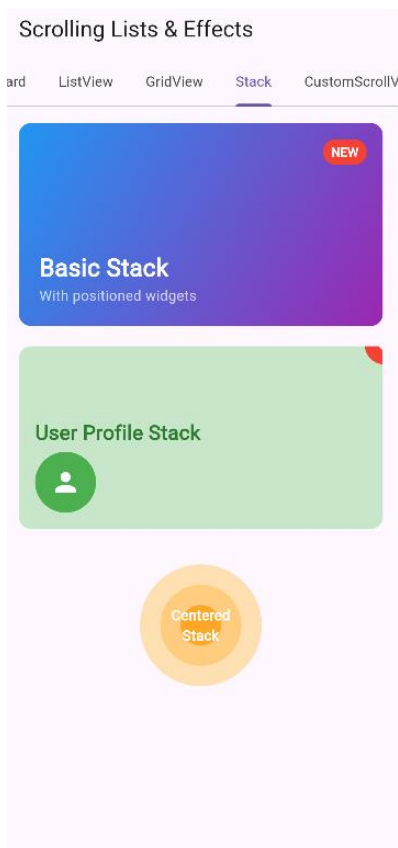 Scrolling Lists & Effects
ard ListView GridView Stack CustomScrollV
NEW
Basic Stack
With positioned widgets
User Profile Stack
Centered
Stack